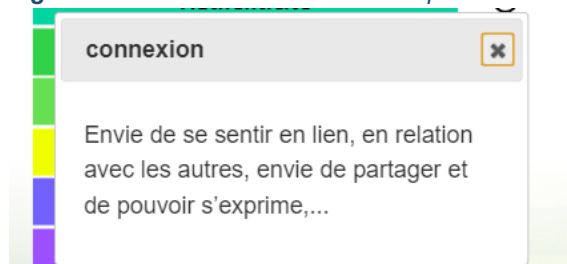 connexion
Envie de se sentir en lien, en relation
avec les autres, envie de partager et
de pouvoir s'exprime,...